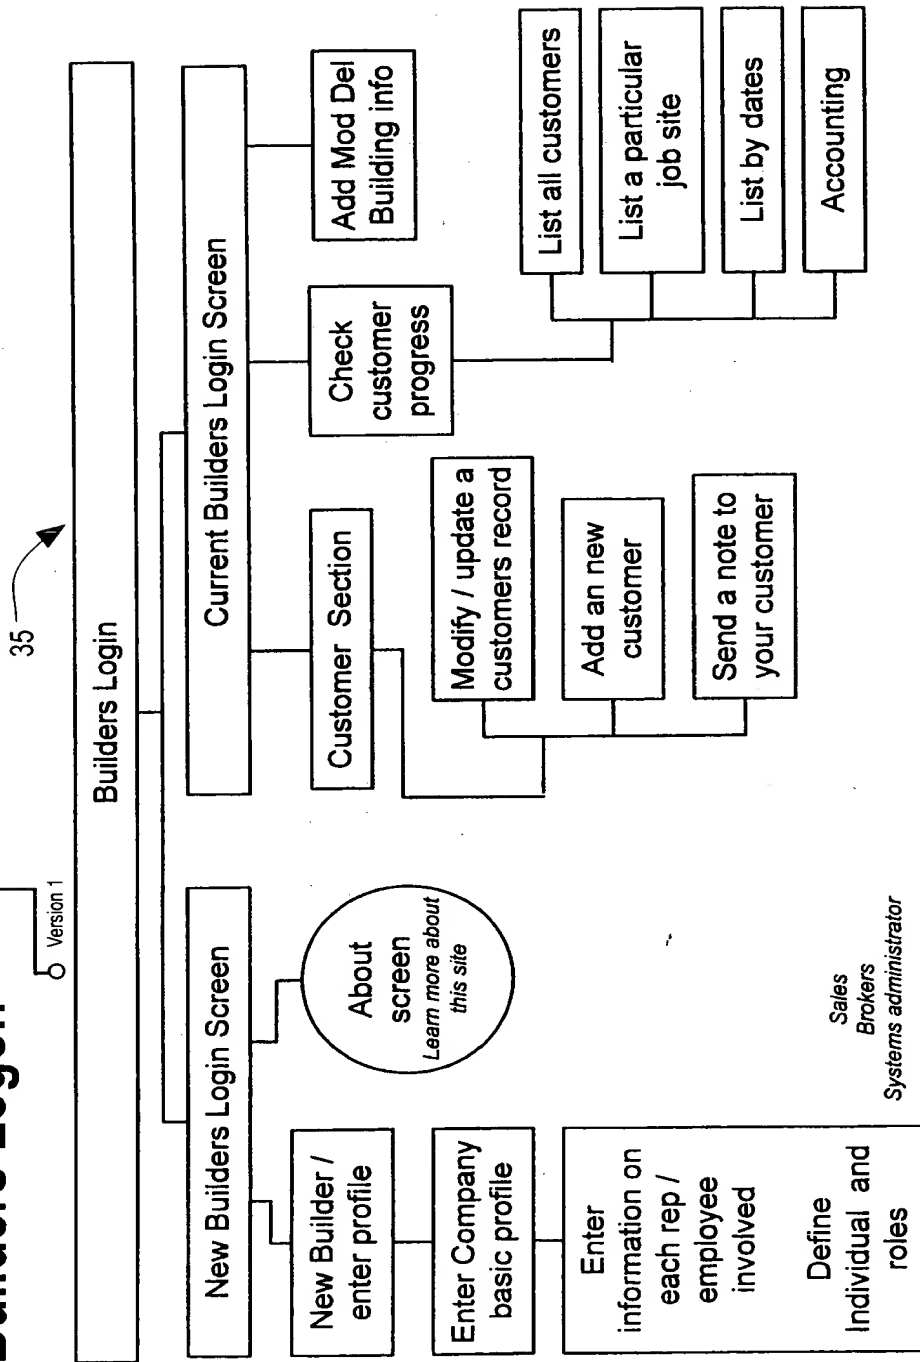 Builders Logon
Version 1
35
Builders Login
New Builders Login Screen
Current Builders Login Screen
New Builder /
enter profile
About
screen
Learn more about
this site
Enter Company
basic profile
Enter
information on
each rep /
employee
involved
Define
Individual and
roles
Sales
Brokers
Systems administrator
Customer Section
Modify / update a
customers record
Add an new
customer
Send a note to
your customer
Check
customer
progress
Add Mod Del
Building info
List all customers
List a particular
job site
List by dates
Accounting